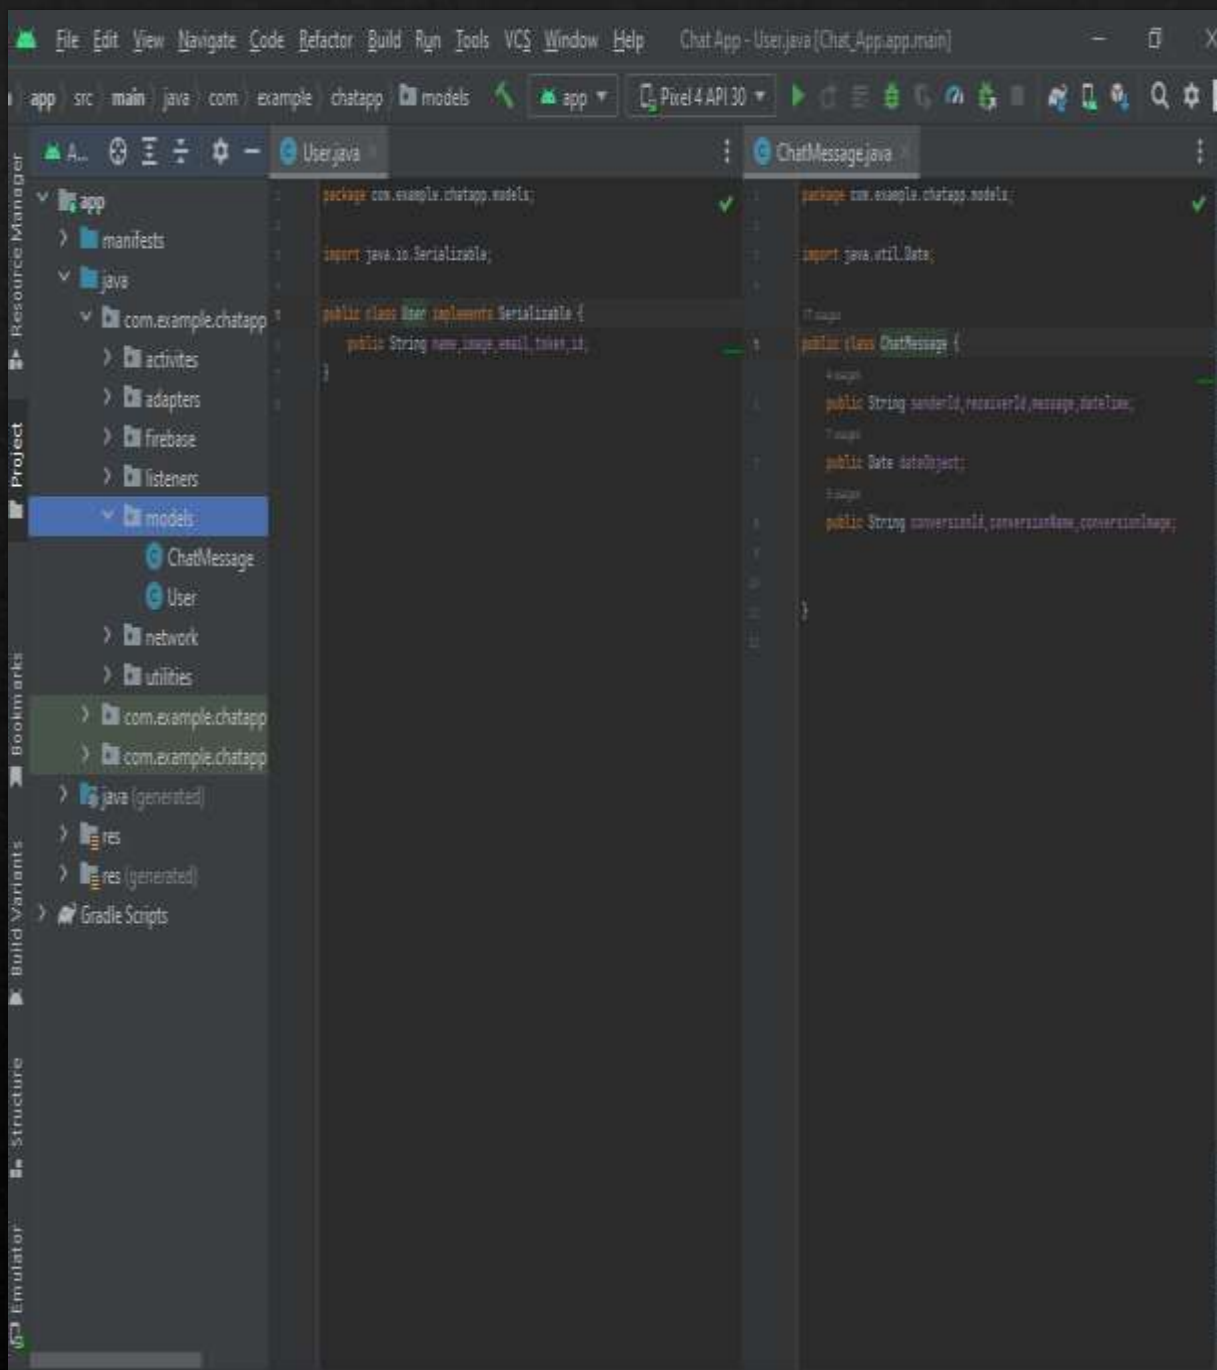 File Edit View Navigate Code Refactor Build Run Tools VCS Window Help Chat App - User.java [Chat_App.app.main]
app src main java com example chatapp models app Pixel 4 API 30
A... User.java ChatMessage.java
Resource Manager
Project
Bookmarks
Build Variants
Structure
Emulator
app
manifests
java
com.example.chatapp
activites
adapters
firebase
listeners
models
ChatMessage
User
network
utilities
com.example.chatapp
com.example.chatapp
java (generated)
res
res (generated)
Gradle Scripts
package com.example.chatapp.models;
import java.io.Serializable;
public class User implements Serializable {
public String name,image,email,token,id;
}
package com.example.chatapp.models;
import java.util.Date;
17 usages
public class ChatMessage {
4 usages
public String senderId,receiverId,message,dateTime;
7 usages
public Date dateObject;
public String conversionId,conversionName,conversionImage;
}